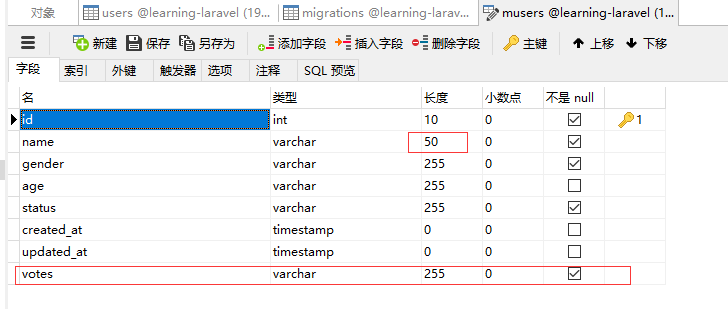 对象 users @learning-laravel (19... migrations @learning-larav... musers @learning-laravel (1...
新建 保存 另存为 添加字段 插入字段 删除字段 主键 上移 下移
字段 索引 外键 触发器 选项 注释 SQL 预览
名 类型 长度 小数点 不是 null
id int 10 0 1
name varchar 50 0
gender varchar 255 0
age varchar 255 0
status varchar 255 0
created_at timestamp 0 0
updated_at timestamp 0 0
votes varchar 255 0